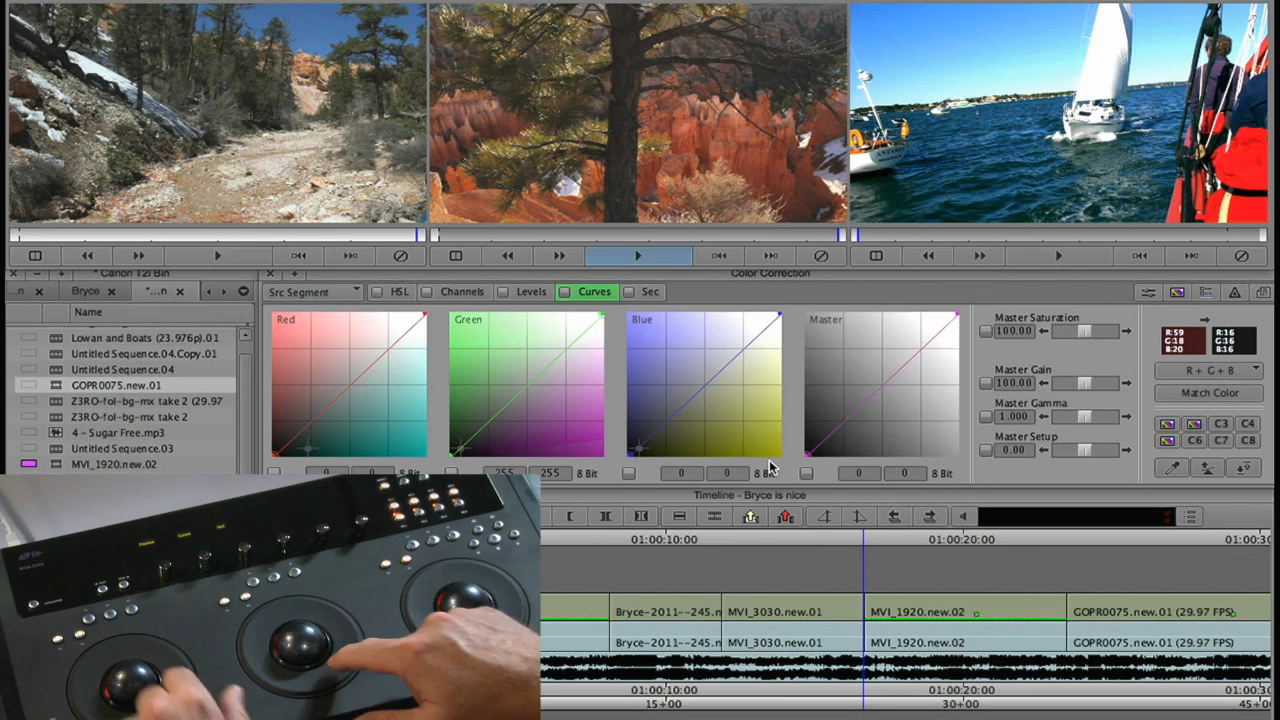 * Canon T2i Bin
Color Correction
...n
Bryce
*...n
Src Segment
HSL
Channels
Levels
Curves
Sec
Name
Lowan and Boats (23.976p).01
Untitled Sequence.04.Copy.01
Untitled Sequence.04
GOPR0075.new.01
Z3RO-fol-bg-mx take 2 (29.97
Z3RO-fol-bg-mx take 2
4 - Sugar Free.mp3
Untitled Sequence.03
MVI_1920.new.02
Red
Green
Blue
Master
0 0 8 Bit
255 255 8 Bit
0 0 8 Bit
0 0 8 Bit
Master Saturation
100.00
Master Gain
100.00
Master Gamma
1.000
Master Setup
0.00
R:59
G:18
B:20
R:16
G:16
B:16
R + G + B
Match Color
C3 C4
C6 C7 C8
Timeline - Bryce is nice
01:00:10:00
01:00:20:00
01:00:30
Bryce-2011--245.n
MVI_3030.new.01
MVI_1920.new.02
GOPR0075.new.01 (29.97 FPS)
Bryce-2011--245.n
MVI_3030.new.01
MVI_1920.new.02
GOPR0075.new.01 (29.97 FPS)
01:00:10:00
01:00:20:00
01:00:30
15+00
30+00
45+0
AVID